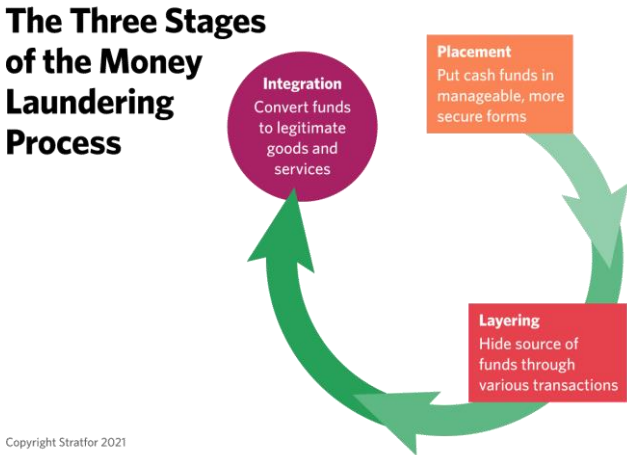 The Three Stages
of the Money
Laundering
Process
Integration
Convert funds
to legitimate
goods and
services
Placement
Put cash funds in
manageable, more
secure forms
Layering
Hide source of
funds through
various transactions
Copyright Stratfor 2021